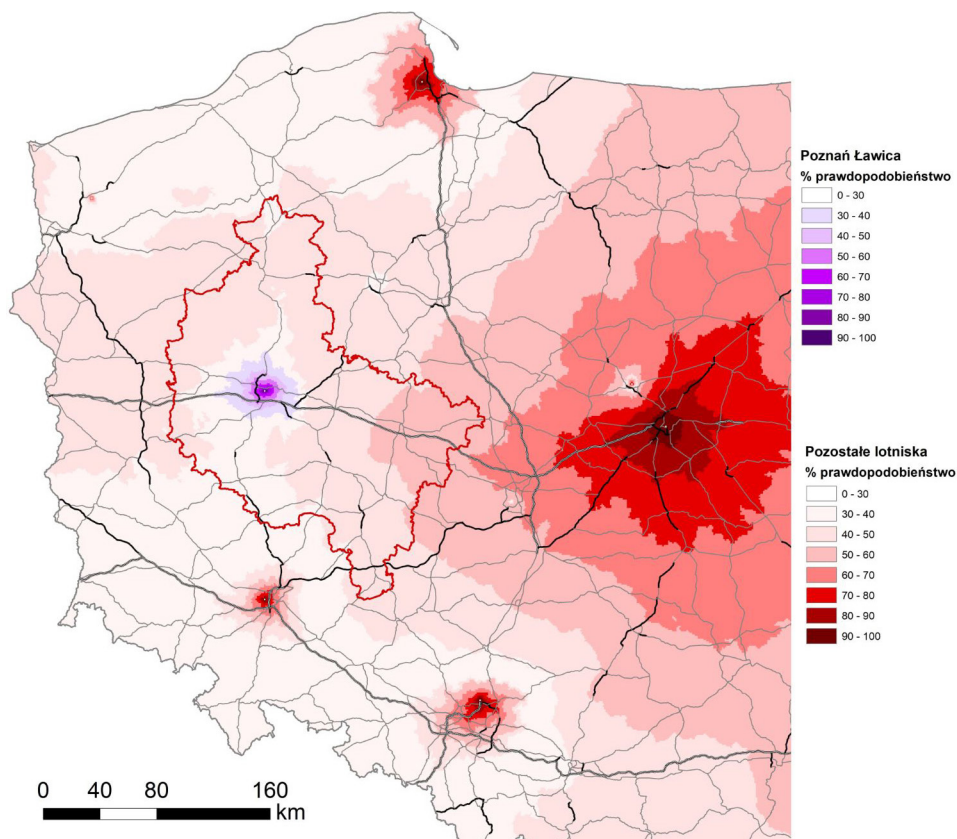 Poznań Ławica
% prawdopodobieństwo
0 - 30
30 - 40
40 - 50
50 - 60
60 - 70
70 - 80
80 - 90
90 - 100
Pozostałe lotniska
% prawdopodobieństwo
0 - 30
30 - 40
40 - 50
50 - 60
60 - 70
70 - 80
80 - 90
90 - 100
0 40 80 160
km